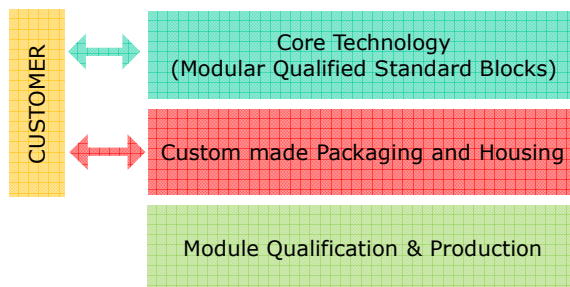 CUSTOMER
Core Technology
(Modular Qualified Standard Blocks)
Custom made Packaging and Housing
Module Qualification & Production